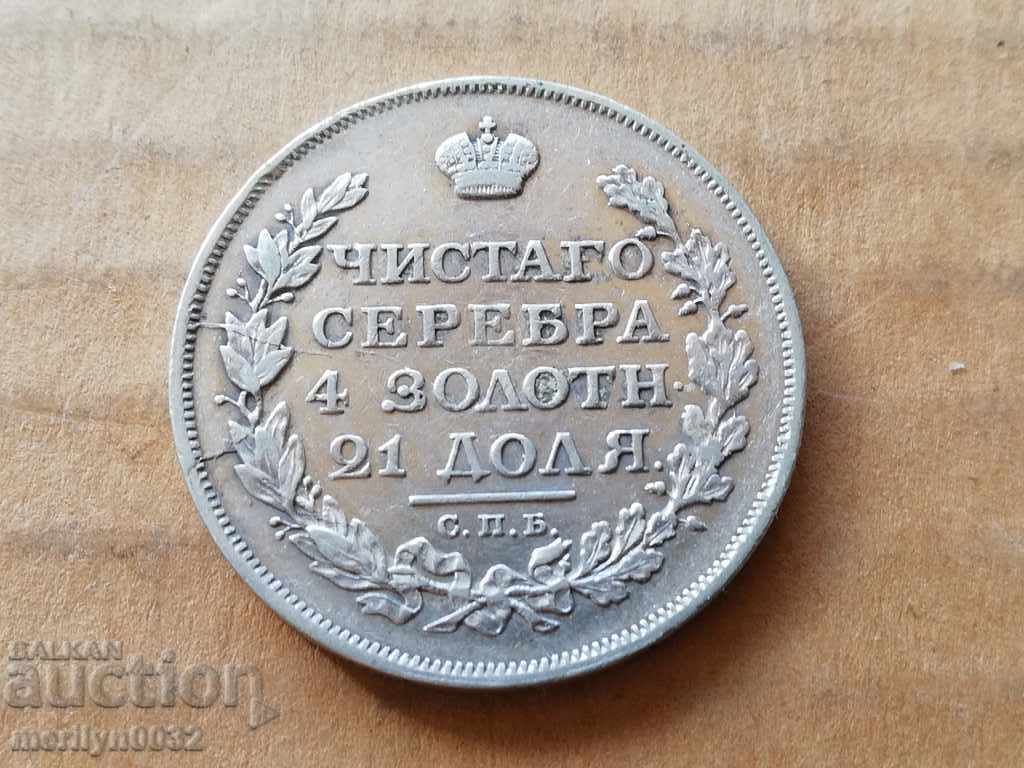 ЧИСТАГО
СЕРЕБРА
4 ЗОЛОТН.
21 ДОЛЯ.
С.П.Б.
BALKAN
auction
merilyn0032